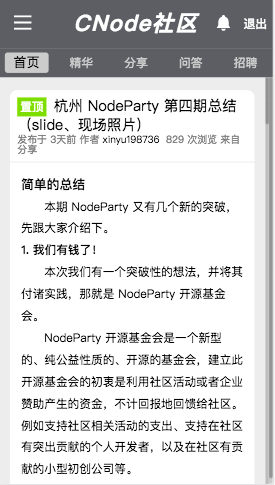 CNode社区 退出
首页 精华 分享 问答 招聘
置顶 杭州 NodeParty 第四期总结
（slide、现场照片）
发布于 3天前 作者 xinyu198736 829 次浏览 来自
分享
简单的总结
本期 NodeParty 又有几个新的突破，
先跟大家介绍下。
1. 我们有钱了！
本次我们有一个突破性的想法，并将其
付诸实践，那就是 NodeParty 开源基金
会。
NodeParty 开源基金会是一个新型
的、纯公益性质的、开源的基金会，建立此
开源基金会的初衷是利用社区活动或者企业
赞助产生的资金，不计回报地回馈给社区。
例如支持社区相关活动的支出、支持在社区
有突出贡献的个人开发者，以及在社区有贡
献的小型初创公司等。